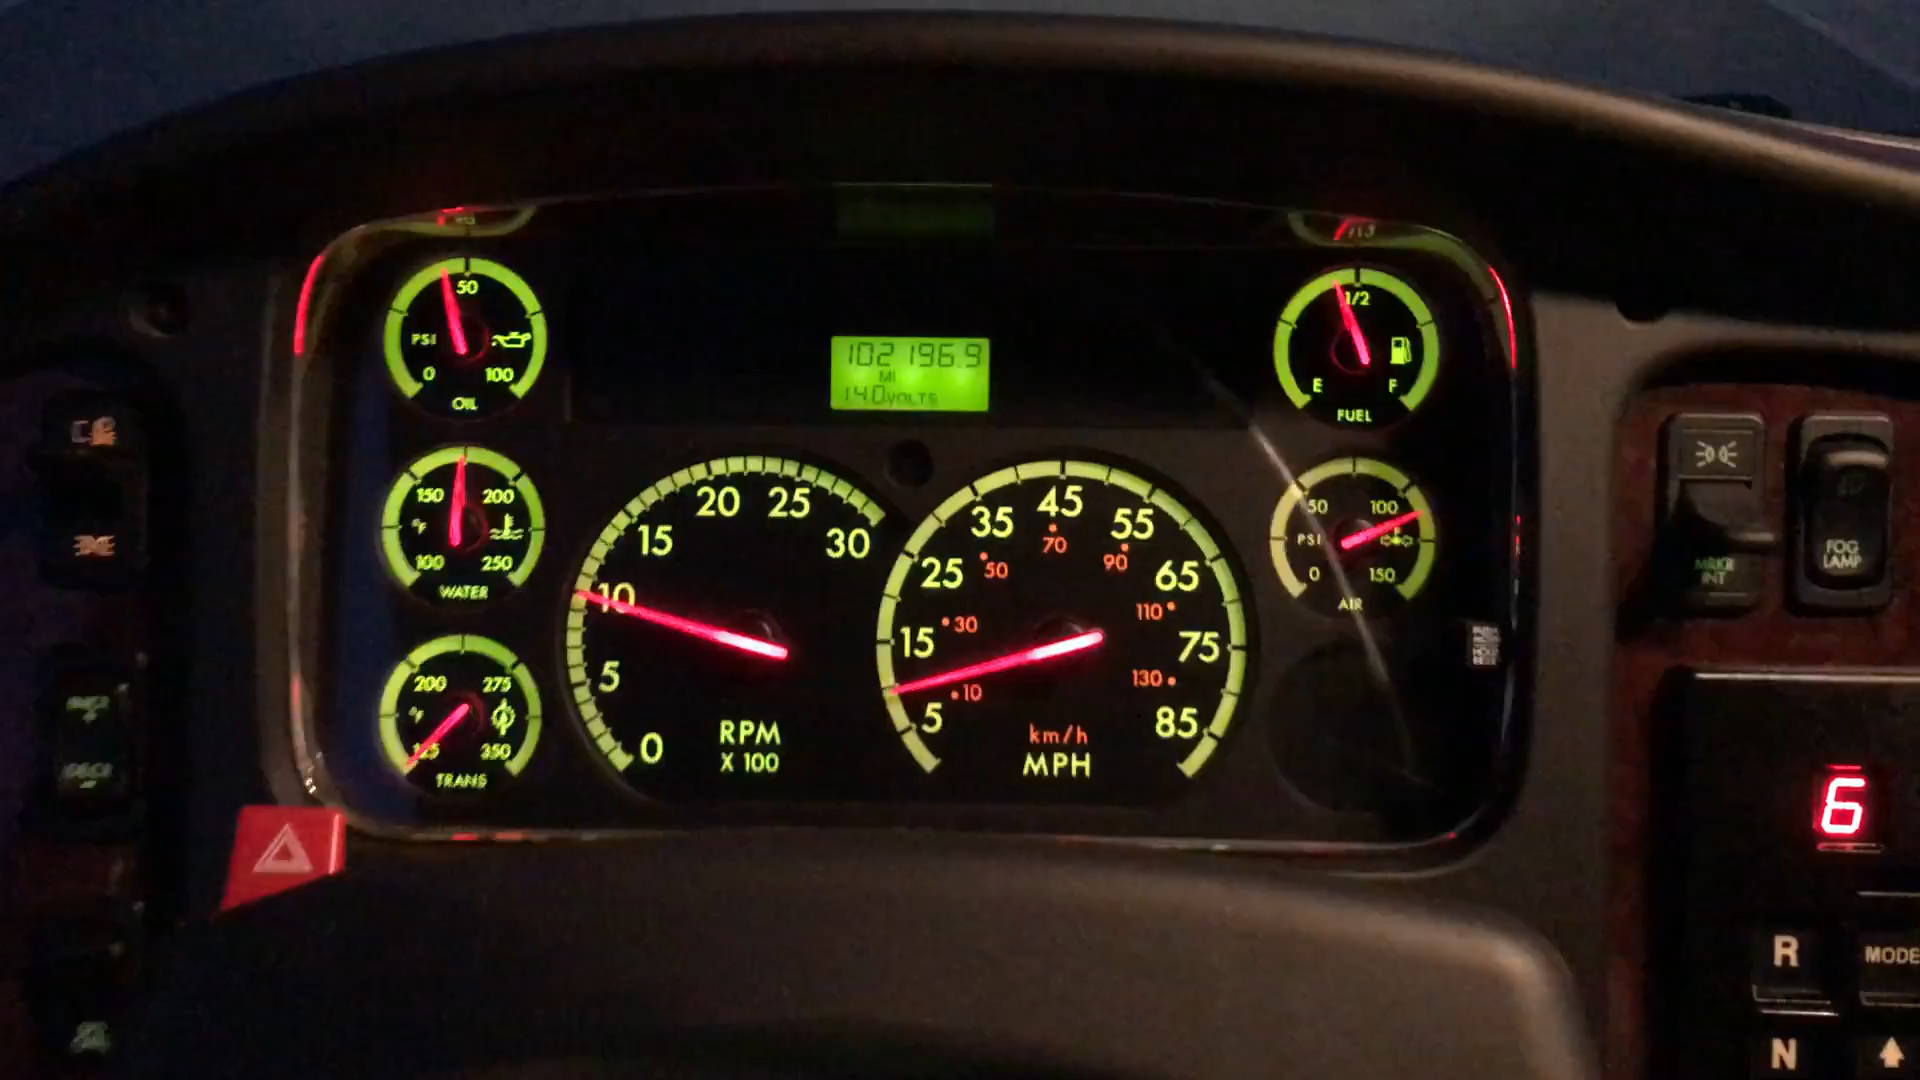 50
PSI
0
100
OIL
150
200
°F
100
250
WATER
200
275
°F
125
350
TRANS
102196.9
MI
14.0 VOLTS
0
5
10
15
20
25
30
RPM
X 100
5
15
25
35
45
55
65
75
85
10
30
50
70
90
110
130
km/h
MPH
1/2
E
F
FUEL
50
100
PSI
0
150
AIR
MRKR
INT
FOG
LAMP
6
R
MODE
N